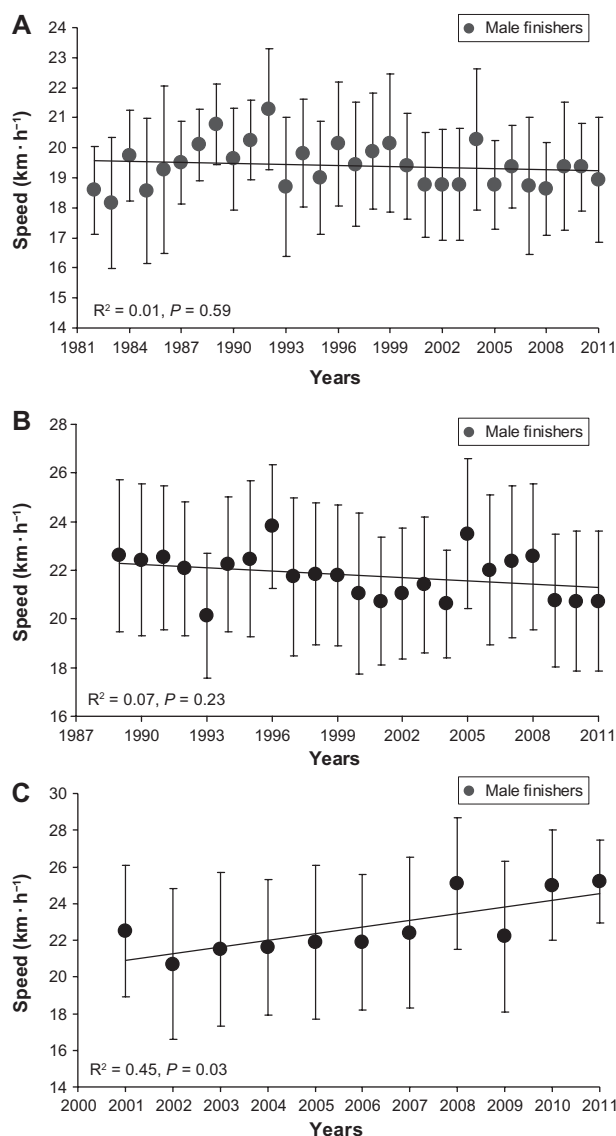 A
Male finishers
24
23
22
21
20
19
18
17
16
15
14
Speed (km · h⁻¹)
1981 1984 1987 1990 1993 1996 1999 2002 2005 2008 2011
Years
R² = 0.01, P = 0.59
B
Male finishers
28
26
24
22
20
18
16
Speed (km · h⁻¹)
1987 1990 1993 1996 1999 2002 2005 2008 2011
Years
R² = 0.07, P = 0.23
C
Male finishers
30
28
26
24
22
20
18
16
14
Speed (km · h⁻¹)
2000 2001 2002 2003 2004 2005 2006 2007 2008 2009 2010 2011
Years
R² = 0.45, P = 0.03